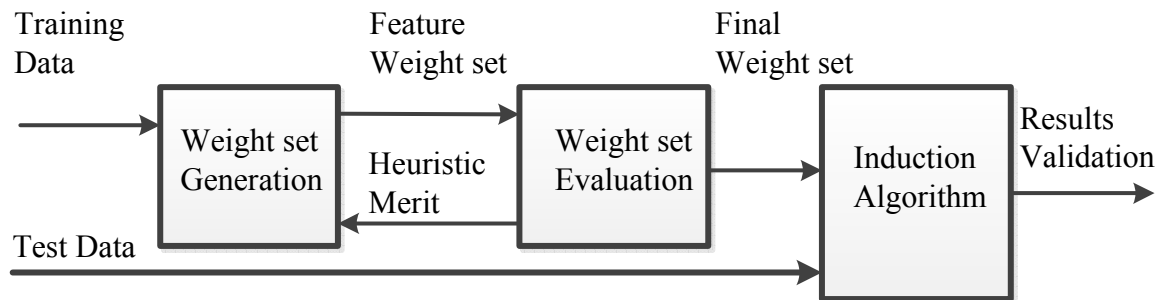 Training
Data
Feature
Weight set
Final
Weight set
Weight set
Generation
Heuristic
Merit
Weight set
Evaluation
Induction
Algorithm
Results
Validation
Test Data